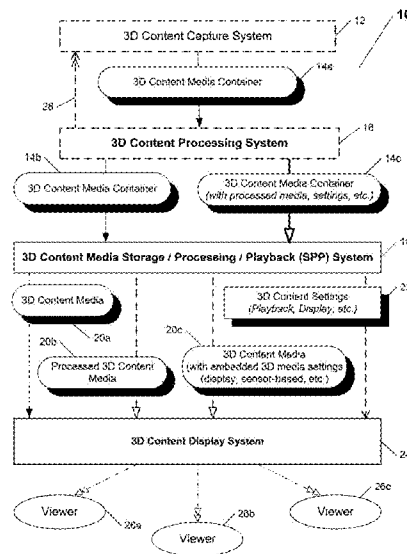 10
3D Content Capture System
12
3D Content Media Container
14a
28
3D Content Processing System
16
14b
14c
3D Content Media Container
3D Content Media Container
(with processed media, settings, etc.)
3D Content Media Storage / Processing / Playback (SPP) System
3D Content Media
20a
3D Content Settings
(Playback, Display, etc.)
20b
20c
Processed 3D Content
Media
3D Content Media
(with embedded 3D media settings
(display, sensor-based, etc.)
3D Content Display System
24
Viewer
Viewer
26c
Viewer
26b